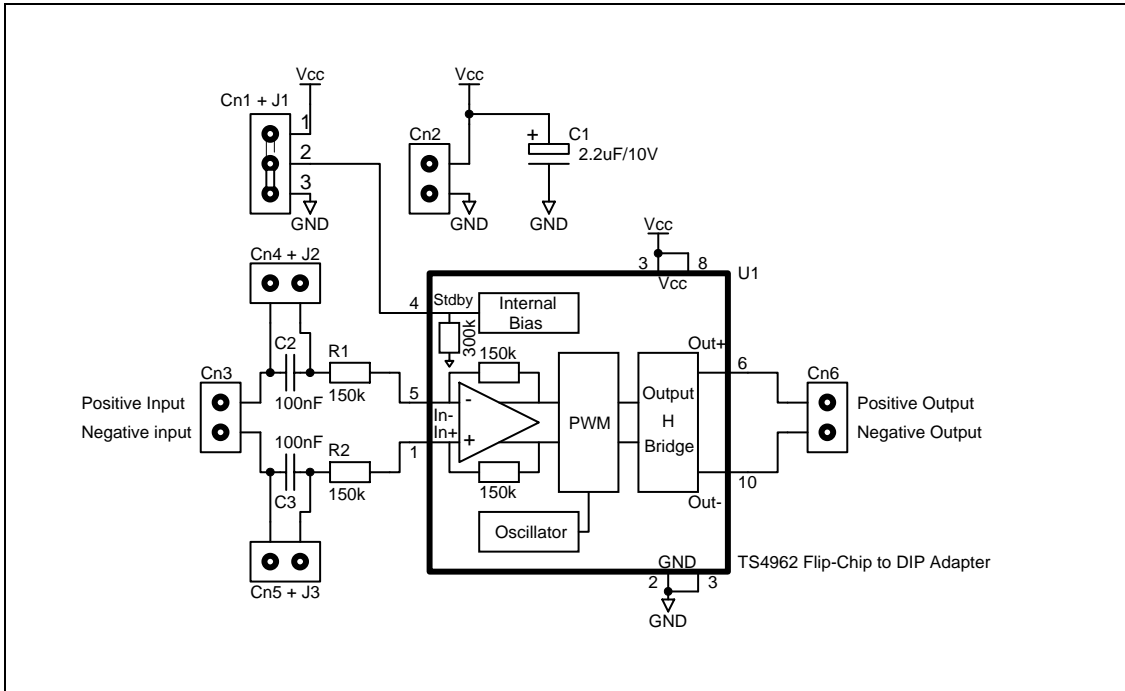 Vcc
Cn1 + J1
1
2
3
GND
Vcc
Cn2
+
C1
2.2uF/10V
GND
GND
Vcc
3
8
Vcc
U1
Cn4 + J2
4
Stdby
Internal
Bias
300k
C2
R1
100nF
150k
Cn3
Positive Input
Negative input
5
In-
In+
1
150k
-
+
150k
PWM
Output
H
Bridge
Out+
6
Cn6
Positive Output
Negative Output
10
Out-
100nF
R2
C3
150k
Cn5 + J3
Oscillator
GND
2
3
GND
TS4962 Flip-Chip to DIP Adapter